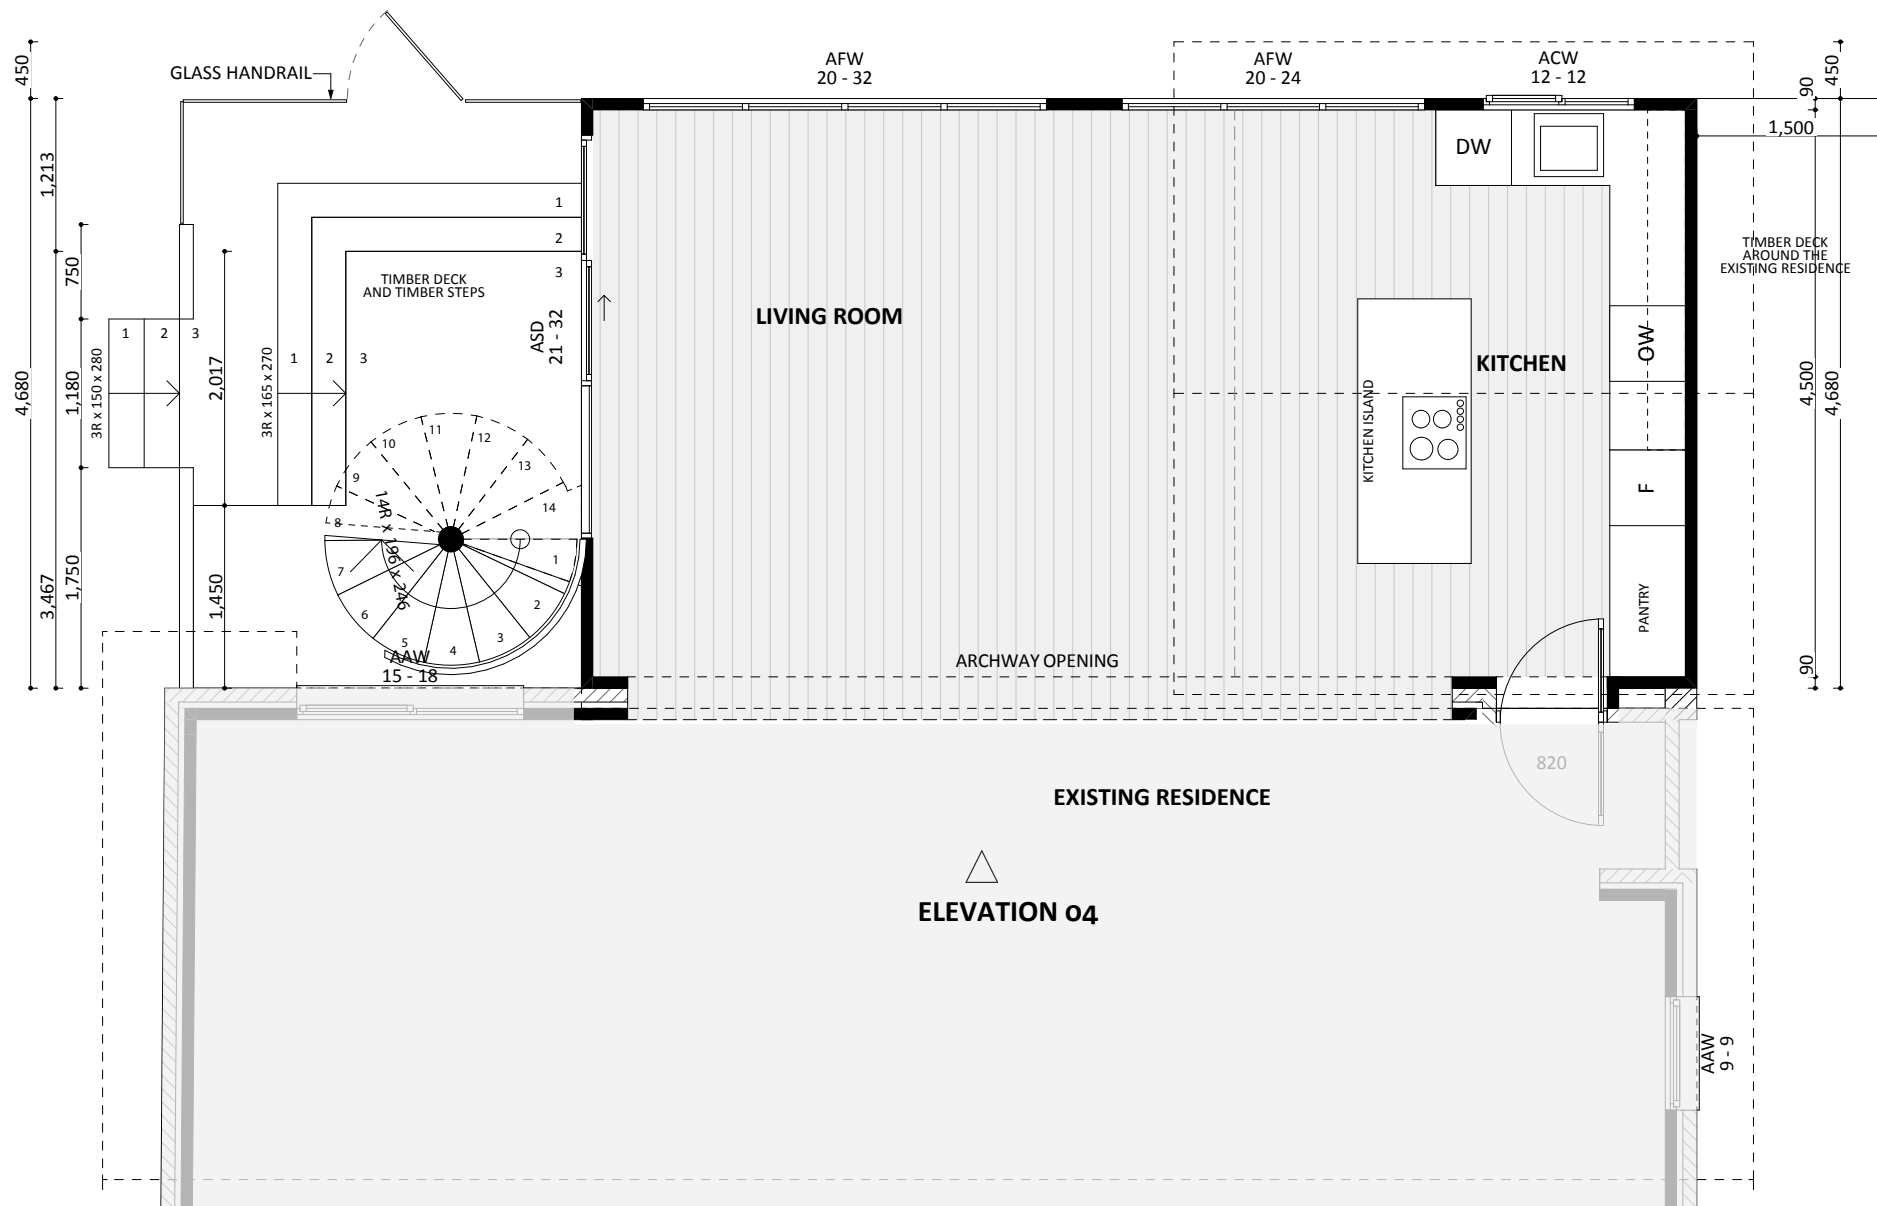 GLASS HANDRAIL
AFW
20 - 32
AFW
20 - 24
ACW
12 - 12
450
1,213
4,680
3,467
750
1,180
1,750
2,017
1,450
3R x 150 x 280
1
2
3
3R x 165 x 270
1
2
3
1
2
3
TIMBER DECK
AND TIMBER STEPS
ASD
21 - 32
14R x 196 x 246
1
2
3
4
5
6
7
8
9
10
11
12
13
14
AAW
15 - 18
LIVING ROOM
ARCHWAY OPENING
KITCHEN
KITCHEN ISLAND
DW
OW
F
PANTRY
450
90
1,500
TIMBER DECK
AROUND THE
EXISTING RESIDENCE
4,500
4,680
90
820
EXISTING RESIDENCE
ELEVATION 04
AAW
9 - 9